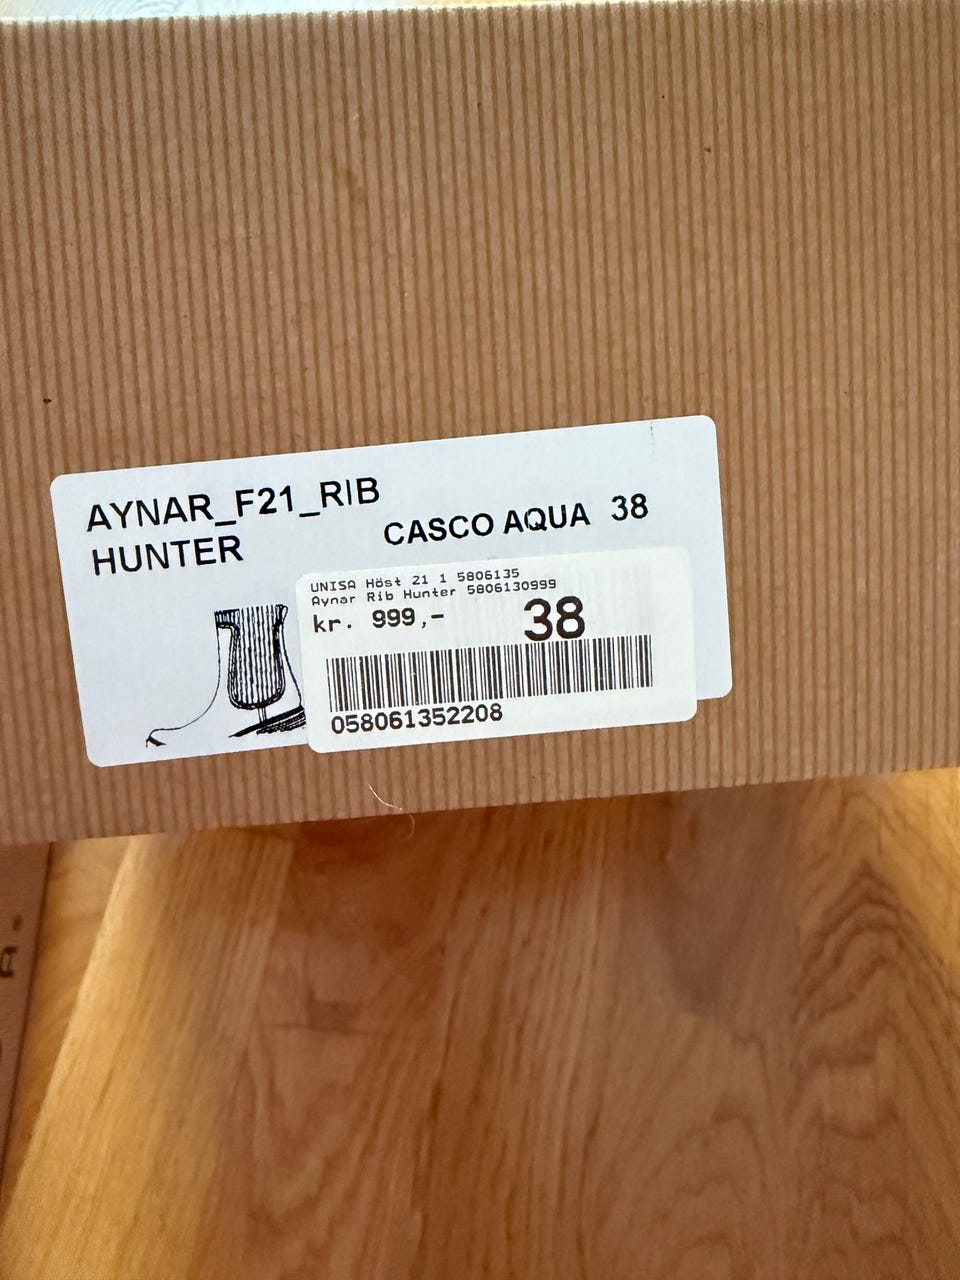 AYNAR_F21_RIB
HUNTER
CASCO AQUA 38
UNISA Höst 21 1 5806135
Aynar Rib Hunter 5806130999
kr. 999,-
38
058061352208